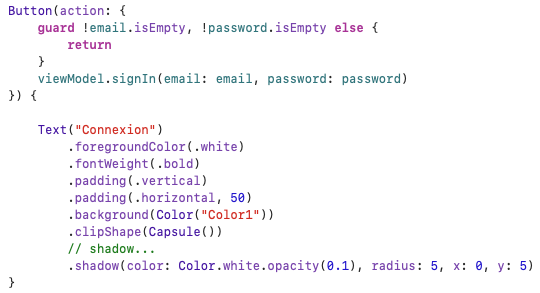 Button(action: {
    guard !email.isEmpty, !password.isEmpty else {
        return
    }
    viewModel.signIn(email: email, password: password)
}) {

    Text("Connexion")
        .foregroundColor(.white)
        .fontWeight(.bold)
        .padding(.vertical)
        .padding(.horizontal, 50)
        .background(Color("Color1"))
        .clipShape(Capsule())
        // shadow...
        .shadow(color: Color.white.opacity(0.1), radius: 5, x: 0, y: 5)
}